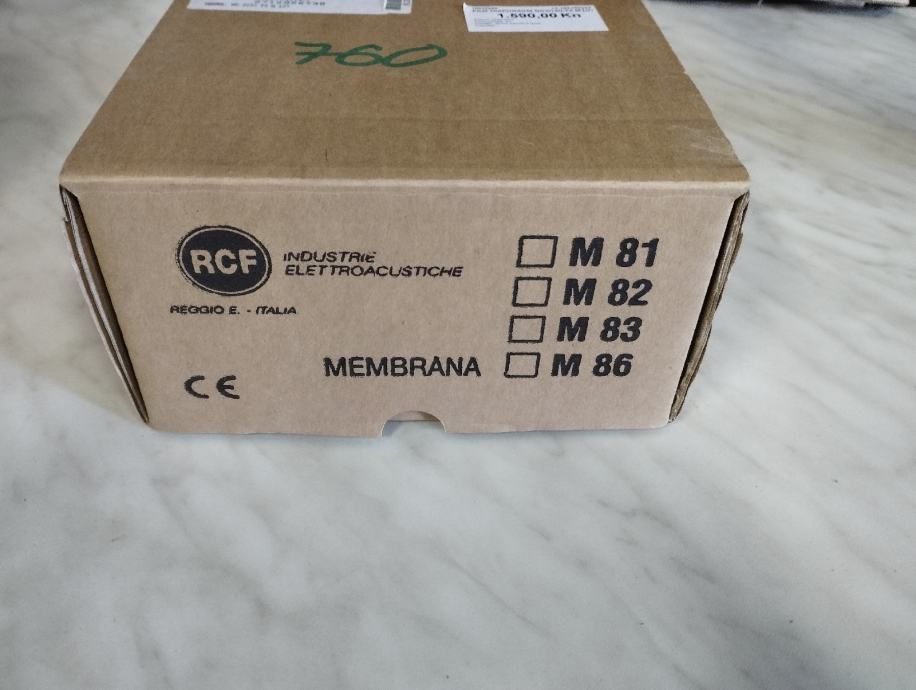 1.590,00 Kn
760
RCF
INDUSTRIE
ELETTROACUSTICHE
REGGIO E. - ITALIA
M 81
M 82
M 83
MEMBRANA M 86
CE